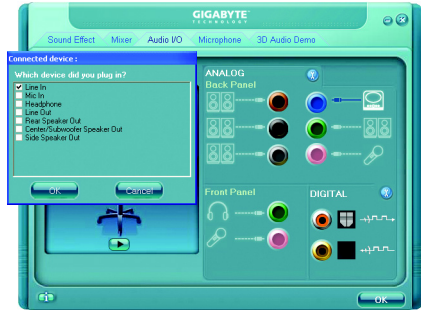 GIGABYTE
TECHNOLOGY
Sound Effect Mixer Audio I/O Microphone 3D Audio Demo
Connected device :
Which device did you plug in?
Line In
Mic In
Headphone
Line Out
Rear Speaker Out
Center/Subwoofer Speaker Out
Side Speaker Out
OK Cancel
ANALOG
Back Panel
Front Panel
DIGITAL
i
OK